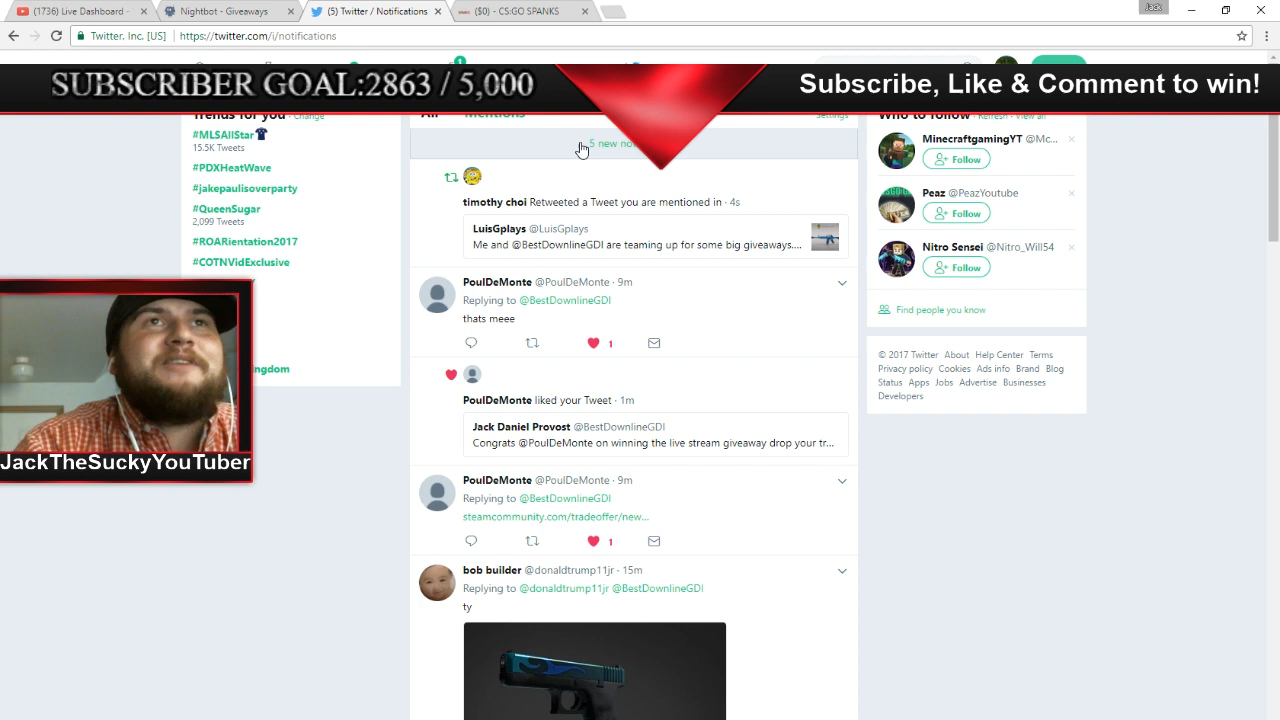 (1736) Live Dashboard -
Nightbot - Giveaways
(5) Twitter / Notifications
($0) - CS:GO SPANKS
Jack
Twitter, Inc. [US]
https://twitter.com/i/notifications
1
SUBSCRIBER GOAL:2863 / 5,000
Subscribe, Like & Comment to win!
Trends for you · Change
#MLSAllStar
15.5K Tweets
#PDXHeatWave
#jakepaulisoverparty
#QueenSugar
2,099 Tweets
#ROARientation2017
#COTNVidExclusive
JackTheSuckyYouTuber
All Mentions
Settings
5 new
timothy choi Retweeted a Tweet you are mentioned in · 4s
LuisGplays @LuisGplays
Me and @BestDownlineGDI are teaming up for some big giveaways....
PoulDeMonte @PoulDeMonte · 9m
Replying to @BestDownlineGDI
thats meee
1
PoulDeMonte liked your Tweet · 1m
Jack Daniel Provost @BestDownlineGDI
Congrats @PoulDeMonte on winning the live stream giveaway drop your tr...
PoulDeMonte @PoulDeMonte · 9m
Replying to @BestDownlineGDI
steamcommunity.com/tradeoffer/new...
1
bob builder @donaldtrump11jr · 15m
Replying to @donaldtrump11jr @BestDownlineGDI
ty
Who to follow · Refresh · View all
MinecraftgamingYT @Mc...
Follow
Peaz @PeazYoutube
Follow
Nitro Sensei @Nitro_Will54
Follow
Find people you know
© 2017 Twitter About Help Center Terms
Privacy policy Cookies Ads info Brand Blog
Status Apps Jobs Advertise Businesses
Developers